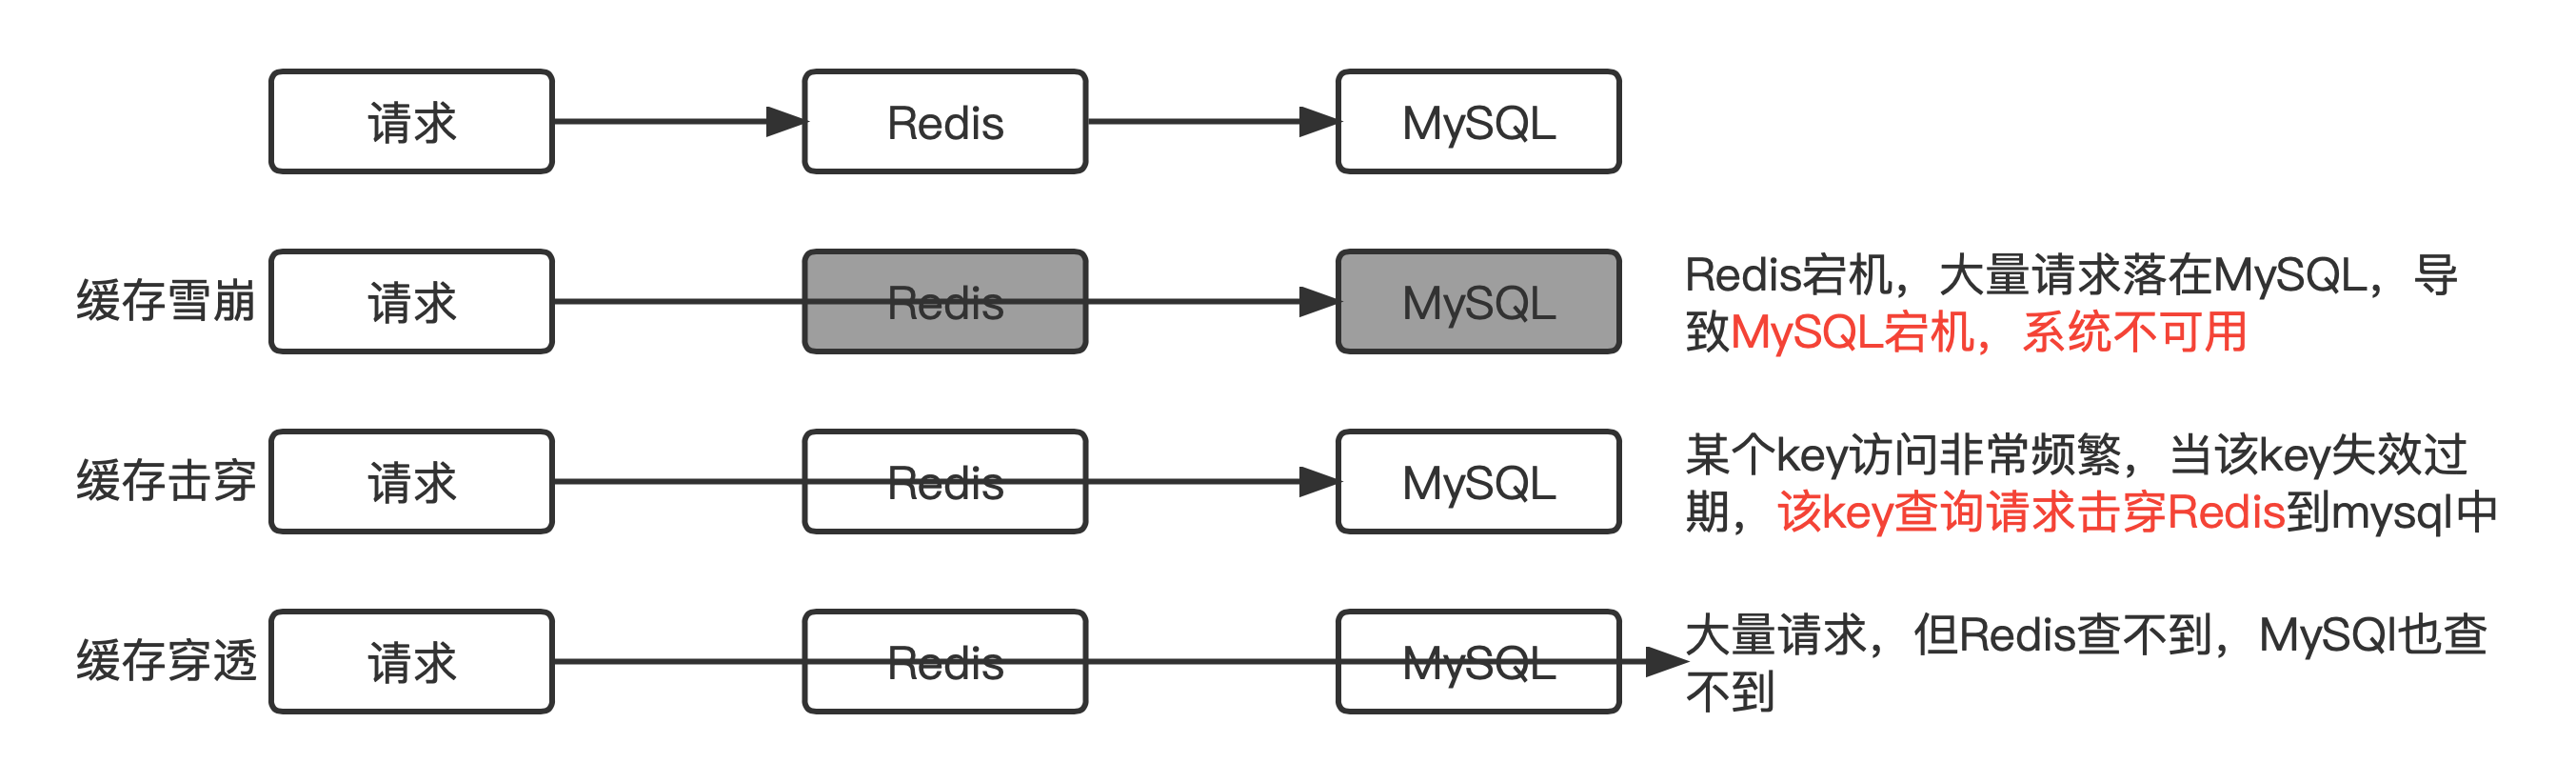 请求 Redis MySQL
缓存雪崩 请求 Redis MySQL Redis宕机，大量请求落在MySQL，导
致MySQL宕机，系统不可用
缓存击穿 请求 Redis MySQL 某个key访问非常频繁，当该key失效过
期，该key查询请求击穿Redis到mysql中
缓存穿透 请求 Redis MySQL 大量请求，但Redis查不到，MySQl也查
不到